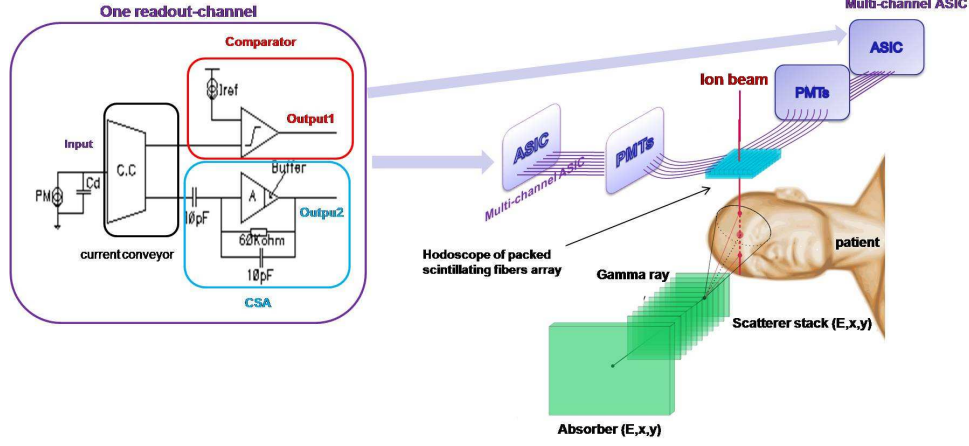 One readout-channel
Multi-channel ASIC
Comparator
Iref
Output1
Input
C.C
PM
Cd
Buffer
A
Outpu2
10pF
60Kohm
10pF
current conveyor
CSA
ASIC
PMTs
Ion beam
ASIC
PMTs
Multi-channel ASIC
Hodoscope of packed
scintillating fibers array
patient
Gamma ray
Scatterer stack (E,x,y)
Absorber (E,x,y)